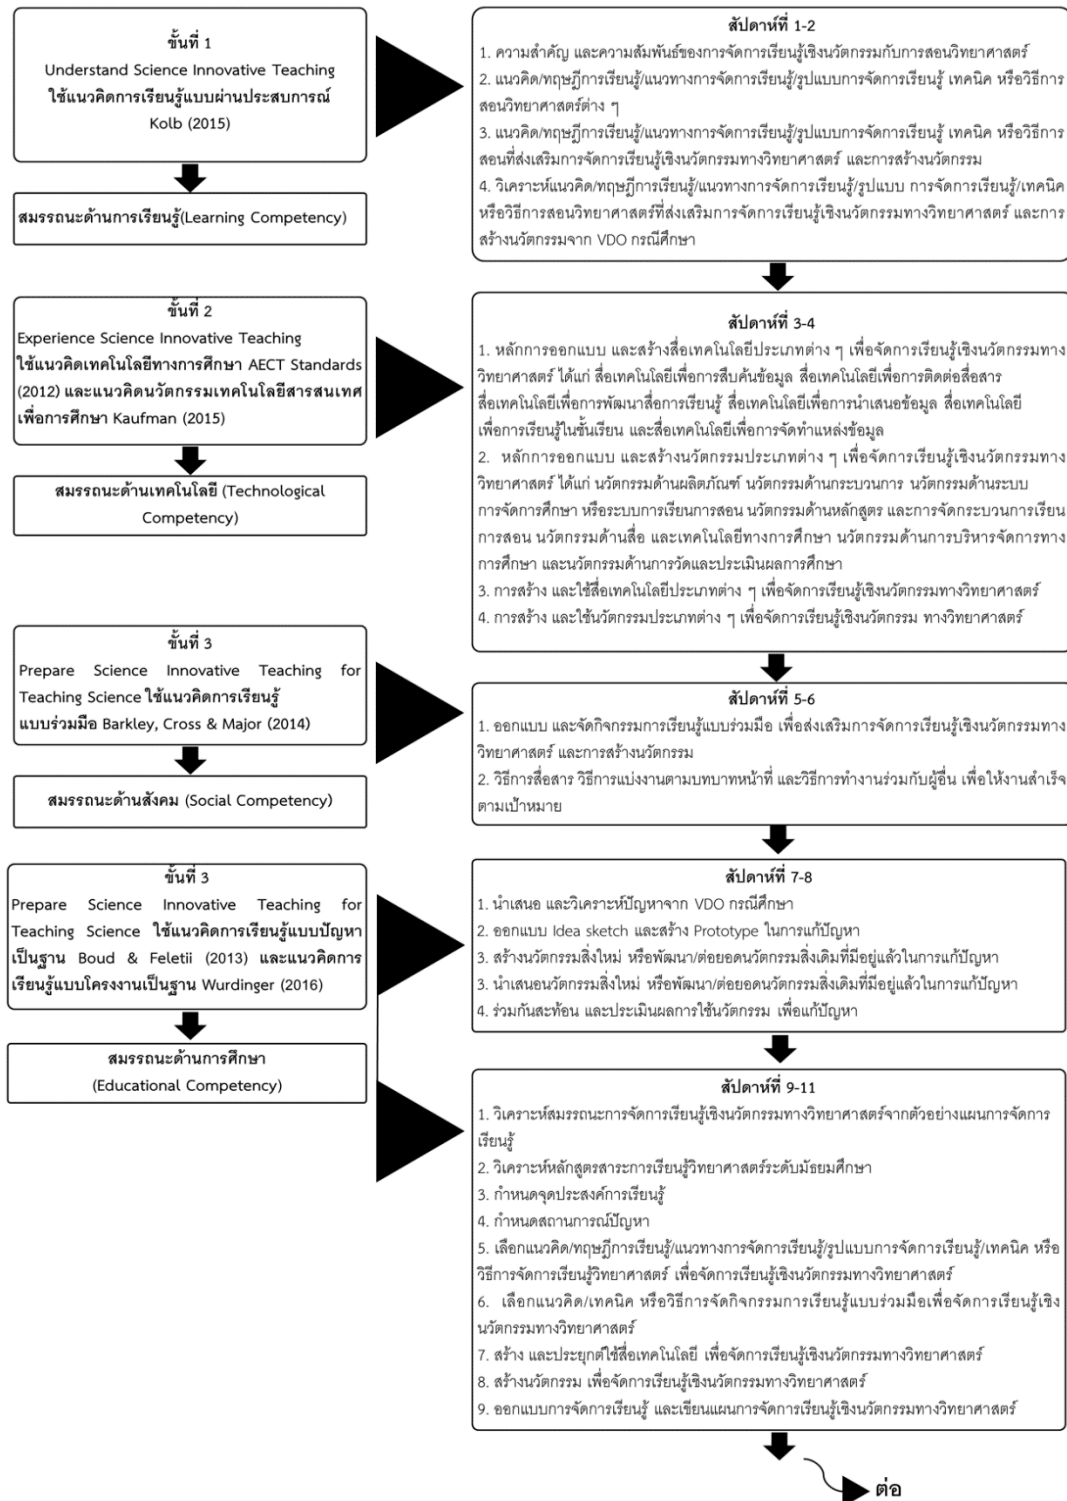 ขั้นที่ 1
Understand Science Innovative Teaching
ใช้แนวคิดการเรียนรู้แบบผ่านประสบการณ์
Kolb (2015)
สมรรถนะด้านการเรียนรู้(Learning Competency)
สัปดาห์ที่ 1-2
1. ความสำคัญ และความสัมพันธ์ของการจัดการเรียนรู้เชิงนวัตกรรมกับการสอนวิทยาศาสตร์
2. แนวคิด/ทฤษฎีการเรียนรู้/แนวทางการจัดการเรียนรู้/รูปแบบการจัดการเรียนรู้ เทคนิค หรือวิธีการ
สอนวิทยาศาสตร์ต่าง ๆ
3. แนวคิด/ทฤษฎีการเรียนรู้/แนวทางการจัดการเรียนรู้/รูปแบบการจัดการเรียนรู้ เทคนิค หรือวิธีการ
สอนที่ส่งเสริมการจัดการเรียนรู้เชิงนวัตกรรมทางวิทยาศาสตร์ และการสร้างนวัตกรรม
4. วิเคราะห์แนวคิด/ทฤษฎีการเรียนรู้/แนวทางการจัดการเรียนรู้/รูปแบบ การจัดการเรียนรู้/เทคนิค
หรือวิธีการสอนวิทยาศาสตร์ที่ส่งเสริมการจัดการเรียนรู้เชิงนวัตกรรมทางวิทยาศาสตร์ และการ
สร้างนวัตกรรมจาก VDO กรณีศึกษา
ขั้นที่ 2
Experience Science Innovative Teaching
ใช้แนวคิดเทคโนโลยีทางการศึกษา AECT Standards
(2012) และแนวคิดนวัตกรรมเทคโนโลยีสารสนเทศ
เพื่อการศึกษา Kaufman (2015)
สมรรถนะด้านเทคโนโลยี (Technological
Competency)
สัปดาห์ที่ 3-4
1. หลักการออกแบบ และสร้างสื่อเทคโนโลยีประเภทต่าง ๆ เพื่อจัดการเรียนรู้เชิงนวัตกรรมทาง
วิทยาศาสตร์ ได้แก่ สื่อเทคโนโลยีเพื่อการสืบค้นข้อมูล สื่อเทคโนโลยีเพื่อการติดต่อสื่อสาร
สื่อเทคโนโลยีเพื่อการพัฒนาสื่อการเรียนรู้ สื่อเทคโนโลยีเพื่อการนำเสนอข้อมูล สื่อเทคโนโลยี
เพื่อการเรียนรู้ในชั้นเรียน และสื่อเทคโนโลยีเพื่อการจัดทำแหล่งข้อมูล
2. หลักการออกแบบ และสร้างนวัตกรรมประเภทต่าง ๆ เพื่อจัดการเรียนรู้เชิงนวัตกรรมทาง
วิทยาศาสตร์ ได้แก่ นวัตกรรมด้านผลิตภัณฑ์ นวัตกรรมด้านกระบวนการ นวัตกรรมด้านระบบ
การจัดการศึกษา หรือระบบการเรียนการสอน นวัตกรรมด้านหลักสูตร และการจัดกระบวนการเรียน
การสอน นวัตกรรมด้านสื่อ และเทคโนโลยีทางการศึกษา นวัตกรรมด้านการบริหารจัดการทาง
การศึกษา และนวัตกรรมด้านการวัดและประเมินผลการศึกษา
3. การสร้าง และใช้สื่อเทคโนโลยีประเภทต่าง ๆ เพื่อจัดการเรียนรู้เชิงนวัตกรรมทางวิทยาศาสตร์
4. การสร้าง และใช้นวัตกรรมประเภทต่าง ๆ เพื่อจัดการเรียนรู้เชิงนวัตกรรม ทางวิทยาศาสตร์
ขั้นที่ 3
Prepare Science Innovative Teaching for
Teaching Science ใช้แนวคิดการเรียนรู้
แบบร่วมมือ Barkley, Cross & Major (2014)
สมรรถนะด้านสังคม (Social Competency)
สัปดาห์ที่ 5-6
1. ออกแบบ และจัดกิจกรรมการเรียนรู้แบบร่วมมือ เพื่อส่งเสริมการจัดการเรียนรู้เชิงนวัตกรรมทาง
วิทยาศาสตร์ และการสร้างนวัตกรรม
2. วิธีการสื่อสาร วิธีการแบ่งงานตามบทบาทหน้าที่ และวิธีการทำงานร่วมกับผู้อื่น เพื่อให้งานสำเร็จ
ตามเป้าหมาย
ขั้นที่ 3
Prepare Science Innovative Teaching for
Teaching Science ใช้แนวคิดการเรียนรู้แบบปัญหา
เป็นฐาน Boud & Feletii (2013) และแนวคิดการ
เรียนรู้แบบโครงงานเป็นฐาน Wurdinger (2016)
สมรรถนะด้านการศึกษา
(Educational Competency)
สัปดาห์ที่ 7-8
1. นำเสนอ และวิเคราะห์ปัญหาจาก VDO กรณีศึกษา
2. ออกแบบ Idea sketch และสร้าง Prototype ในการแก้ปัญหา
3. สร้างนวัตกรรมสิ่งใหม่ หรือพัฒนา/ต่อยอดนวัตกรรมสิ่งเดิมที่มีอยู่แล้วในการแก้ปัญหา
3. นำเสนอนวัตกรรมสิ่งใหม่ หรือพัฒนา/ต่อยอดนวัตกรรมสิ่งเดิมที่มีอยู่แล้วในการแก้ปัญหา
4. ร่วมกันสะท้อน และประเมินผลการใช้นวัตกรรม เพื่อแก้ปัญหา
สัปดาห์ที่ 9-11
1. วิเคราะห์สมรรถนะการจัดการเรียนรู้เชิงนวัตกรรมทางวิทยาศาสตร์จากตัวอย่างแผนการจัดการ
เรียนรู้
2. วิเคราะห์หลักสูตรสาระการเรียนรู้วิทยาศาสตร์ระดับมัธยมศึกษา
3. กำหนดจุดประสงค์การเรียนรู้
4. กำหนดสถานการณ์ปัญหา
5. เลือกแนวคิด/ทฤษฎีการเรียนรู้/แนวทางการจัดการเรียนรู้/รูปแบบการจัดการเรียนรู้/เทคนิค หรือ
วิธีการจัดการเรียนรู้วิทยาศาสตร์ เพื่อจัดการเรียนรู้เชิงนวัตกรรมทางวิทยาศาสตร์
6. เลือกแนวคิด/เทคนิค หรือวิธีการจัดกิจกรรมการเรียนรู้แบบร่วมมือเพื่อจัดการเรียนรู้เชิง
นวัตกรรมทางวิทยาศาสตร์
7. สร้าง และประยุกต์ใช้สื่อเทคโนโลยี เพื่อจัดการเรียนรู้เชิงนวัตกรรมทางวิทยาศาสตร์
8. สร้างนวัตกรรม เพื่อจัดการเรียนรู้เชิงนวัตกรรมทางวิทยาศาสตร์
9. ออกแบบการจัดการเรียนรู้ และเขียนแผนการจัดการเรียนรู้เชิงนวัตกรรมทางวิทยาศาสตร์
ต่อ